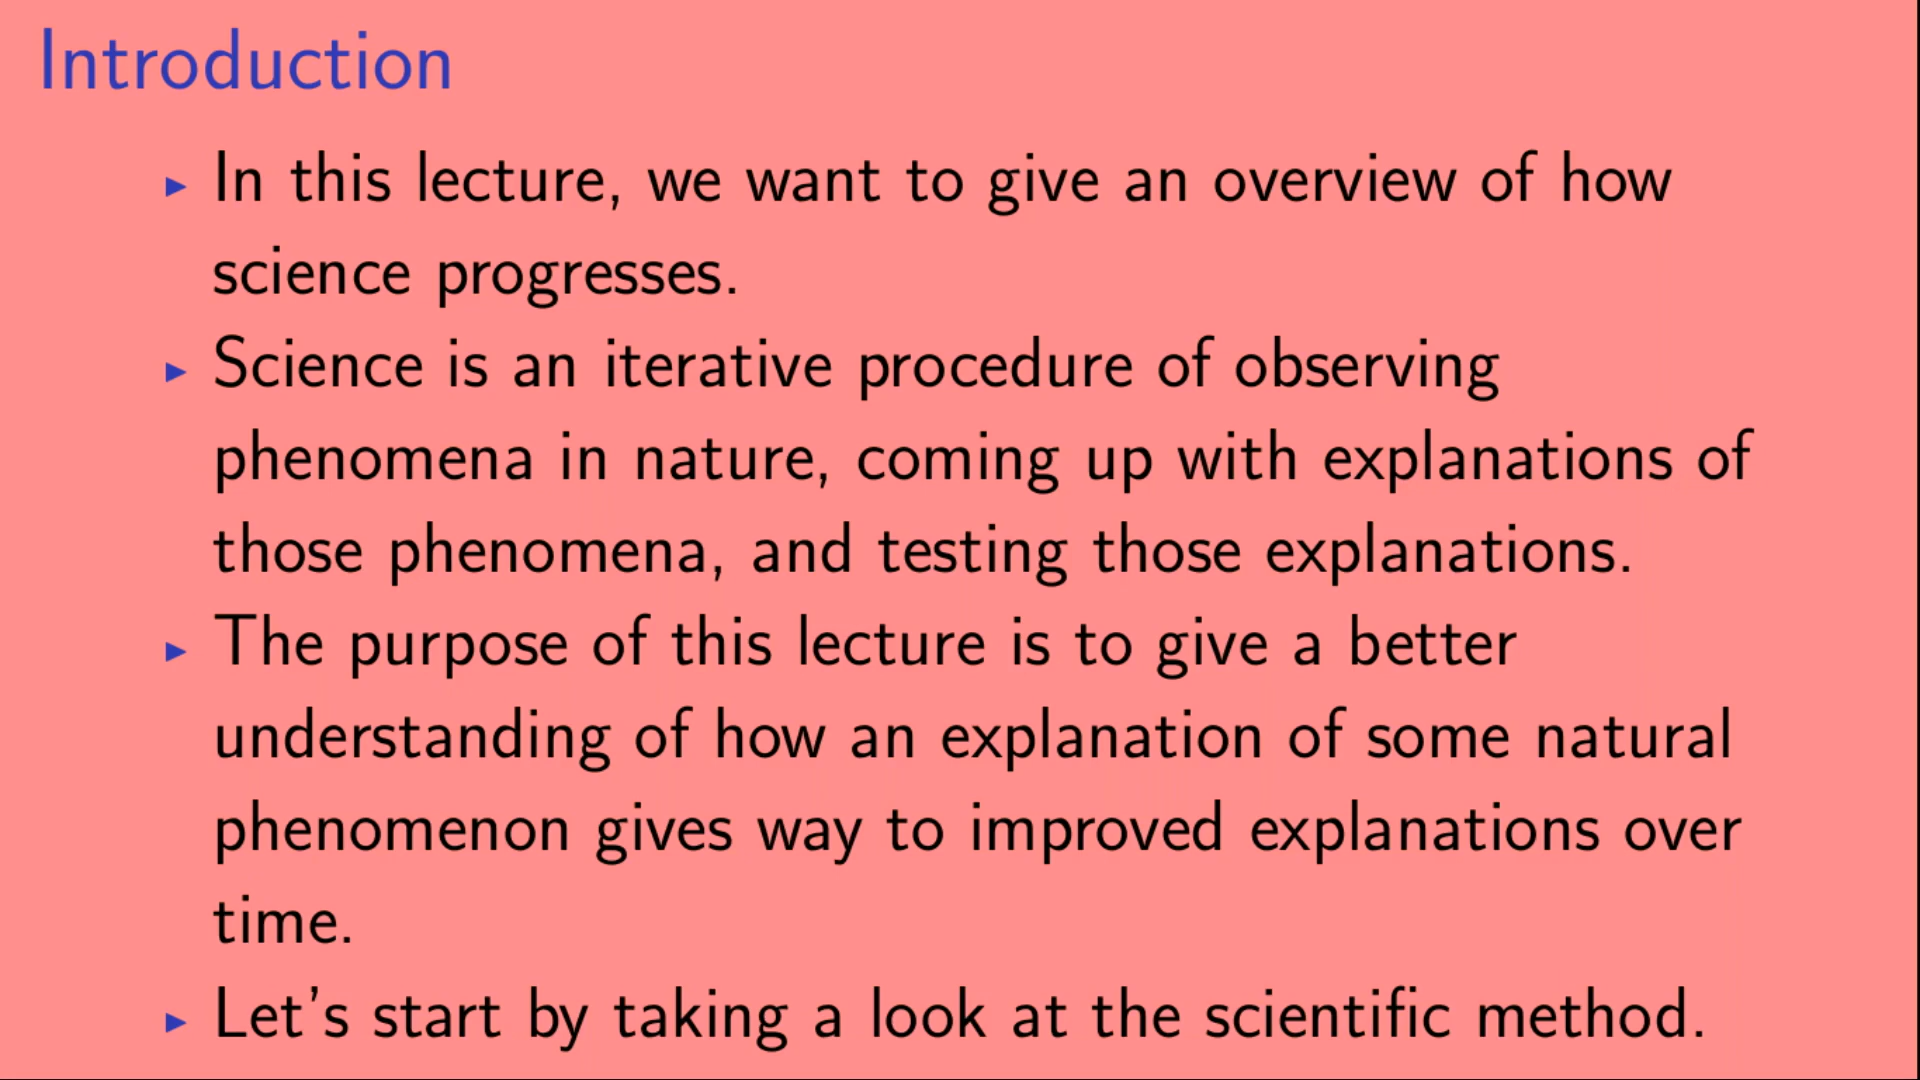 Introduction
▸ In this lecture, we want to give an overview of how
science progresses.
▸ Science is an iterative procedure of observing
phenomena in nature, coming up with explanations of
those phenomena, and testing those explanations.
▸ The purpose of this lecture is to give a better
understanding of how an explanation of some natural
phenomenon gives way to improved explanations over
time.
▸ Let's start by taking a look at the scientific method.